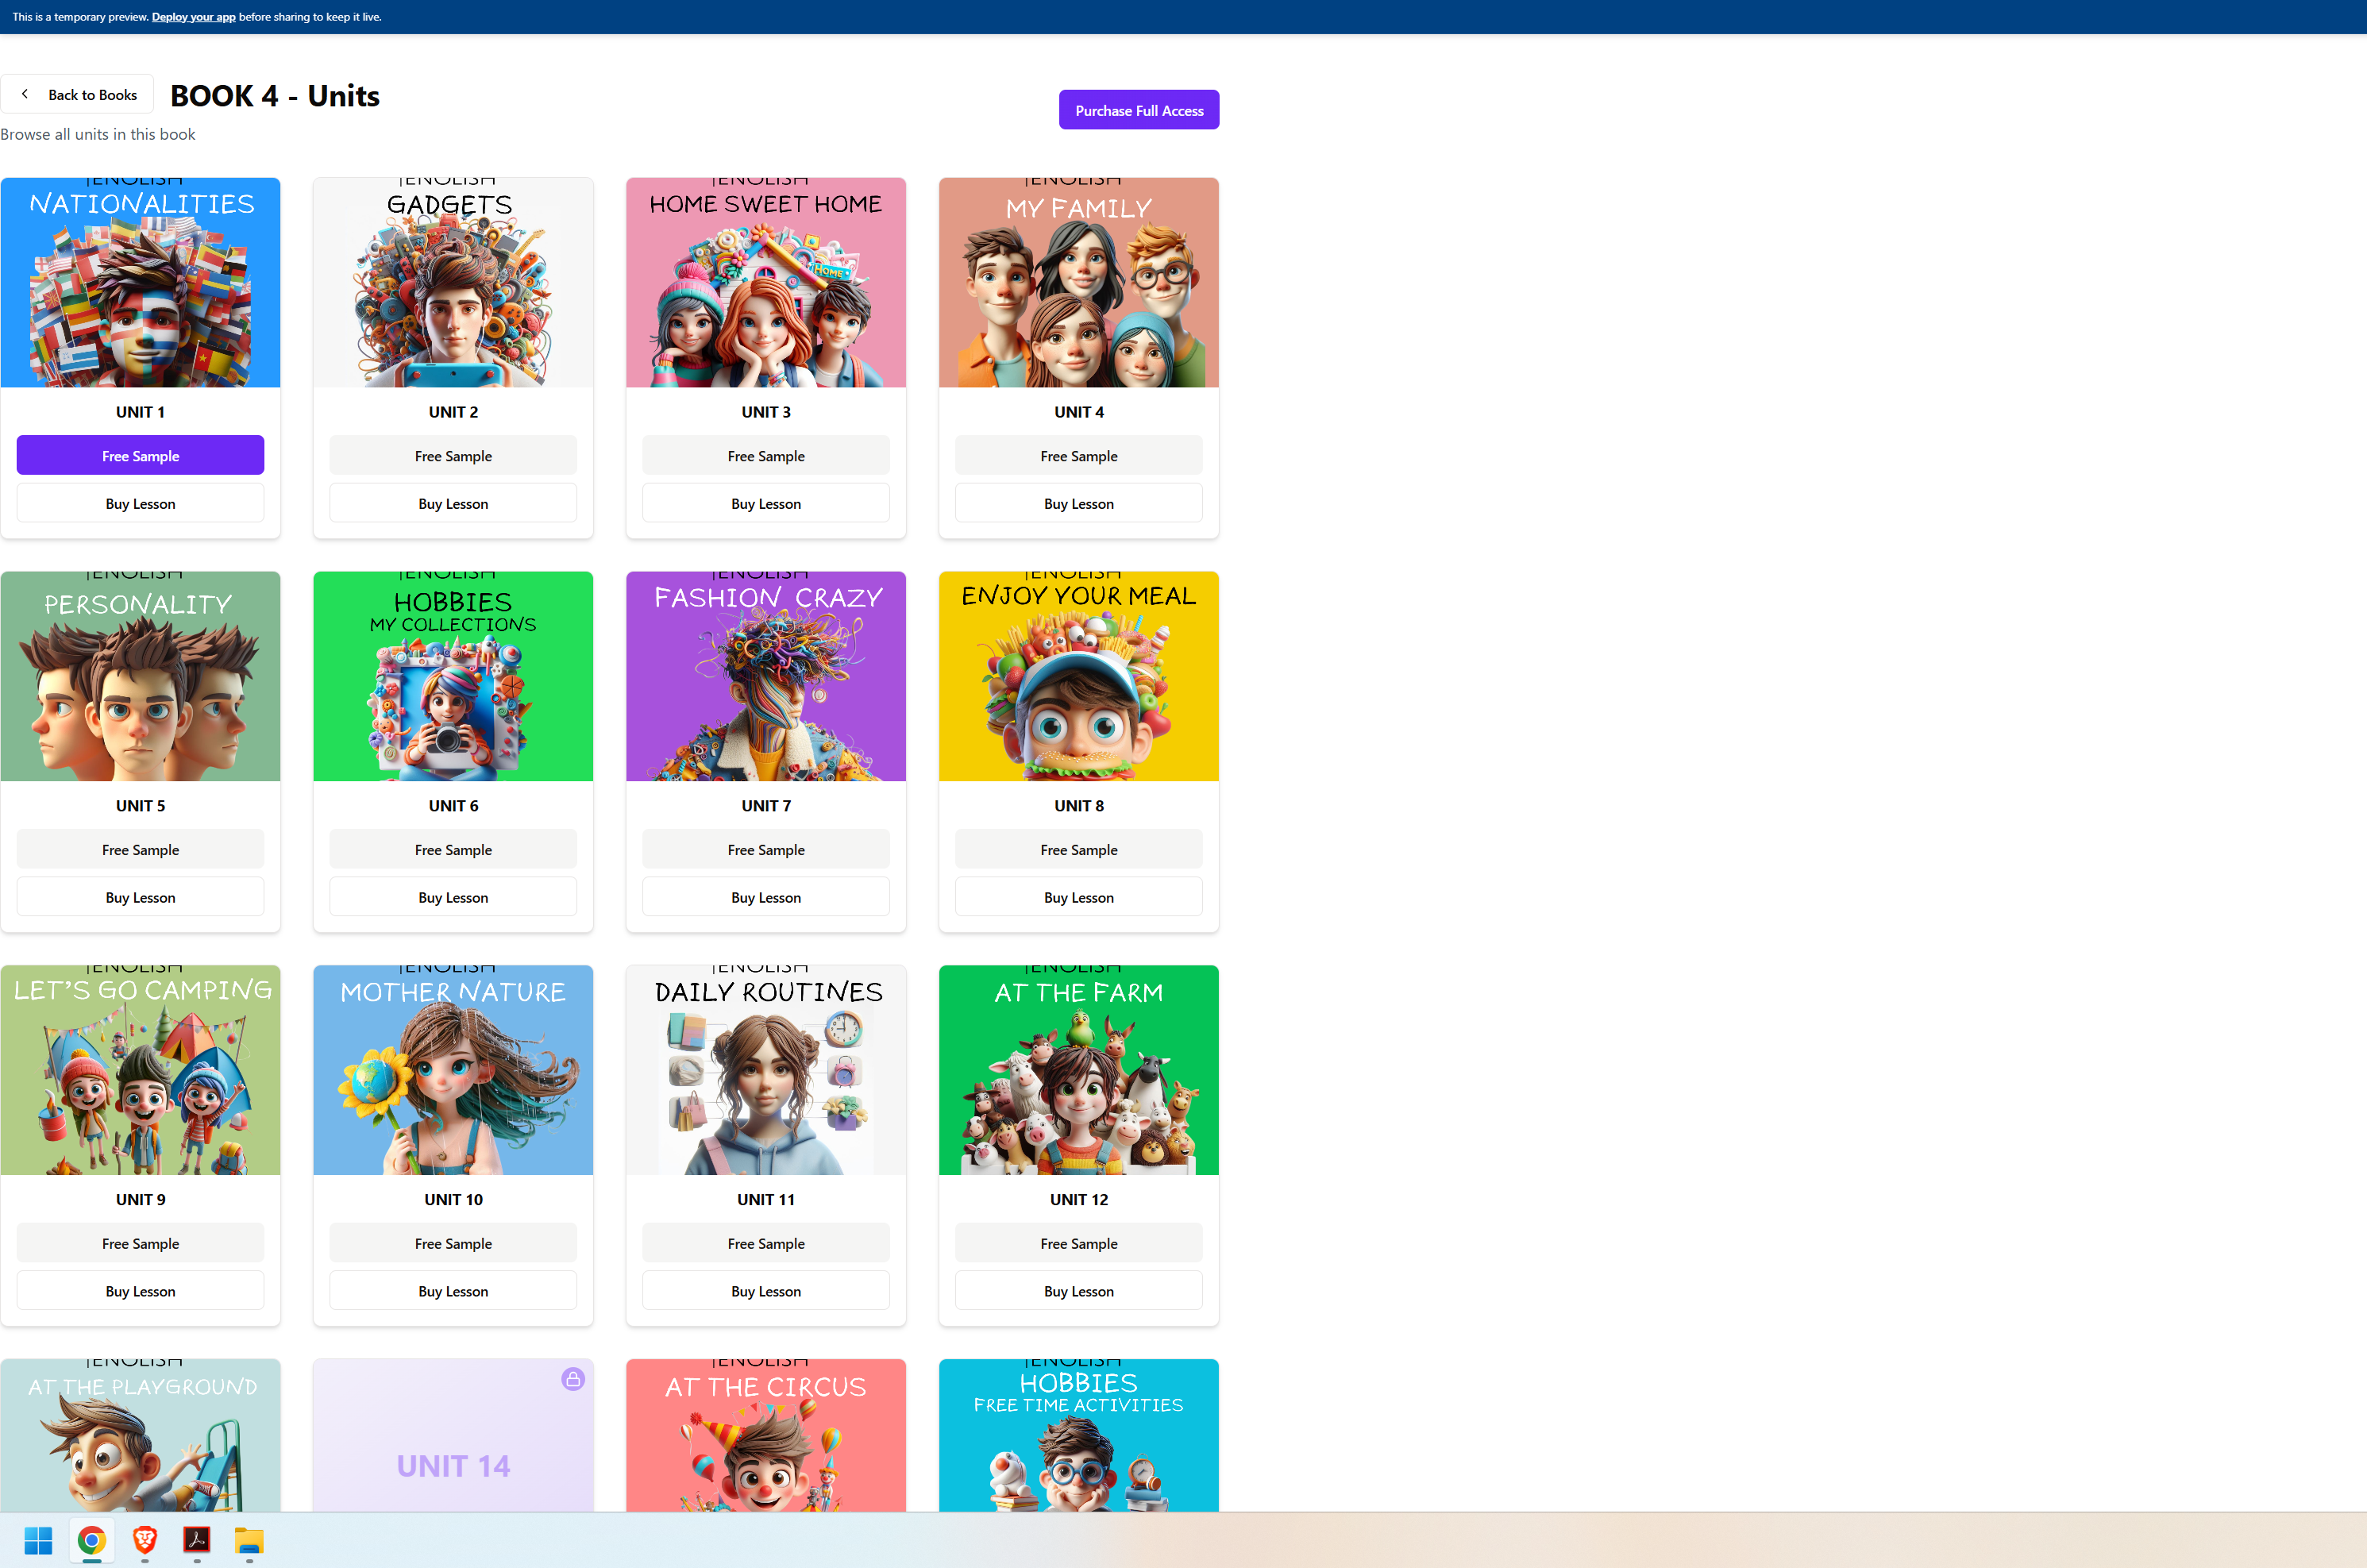 This is a temporary preview. Deploy your app before sharing to keep it live.
Back to Books
BOOK 4 - Units
Purchase Full Access
Browse all units in this book
ENGLISH ENGLISH ENGLISH ENGLISH
NATIONALITIES GADGETS HOME SWEET HOME MY FAMILY
HOME
UNIT 1 UNIT 2 UNIT 3 UNIT 4
Free Sample Free Sample Free Sample Free Sample
Buy Lesson Buy Lesson Buy Lesson Buy Lesson
ENGLISH ENGLISH ENGLISH ENGLISH
PERSONALITY HOBBIES FASHION CRAZY ENJOY YOUR MEAL
MY COLLECTIONS
UNIT 5 UNIT 6 UNIT 7 UNIT 8
Free Sample Free Sample Free Sample Free Sample
Buy Lesson Buy Lesson Buy Lesson Buy Lesson
ENGLISH ENGLISH ENGLISH ENGLISH
LET'S GO CAMPING MOTHER NATURE DAILY ROUTINES AT THE FARM
UNIT 9 UNIT 10 UNIT 11 UNIT 12
Free Sample Free Sample Free Sample Free Sample
Buy Lesson Buy Lesson Buy Lesson Buy Lesson
ENGLISH ENGLISH ENGLISH
AT THE PLAYGROUND AT THE CIRCUS HOBBIES
FREE TIME ACTIVITIES
UNIT 14